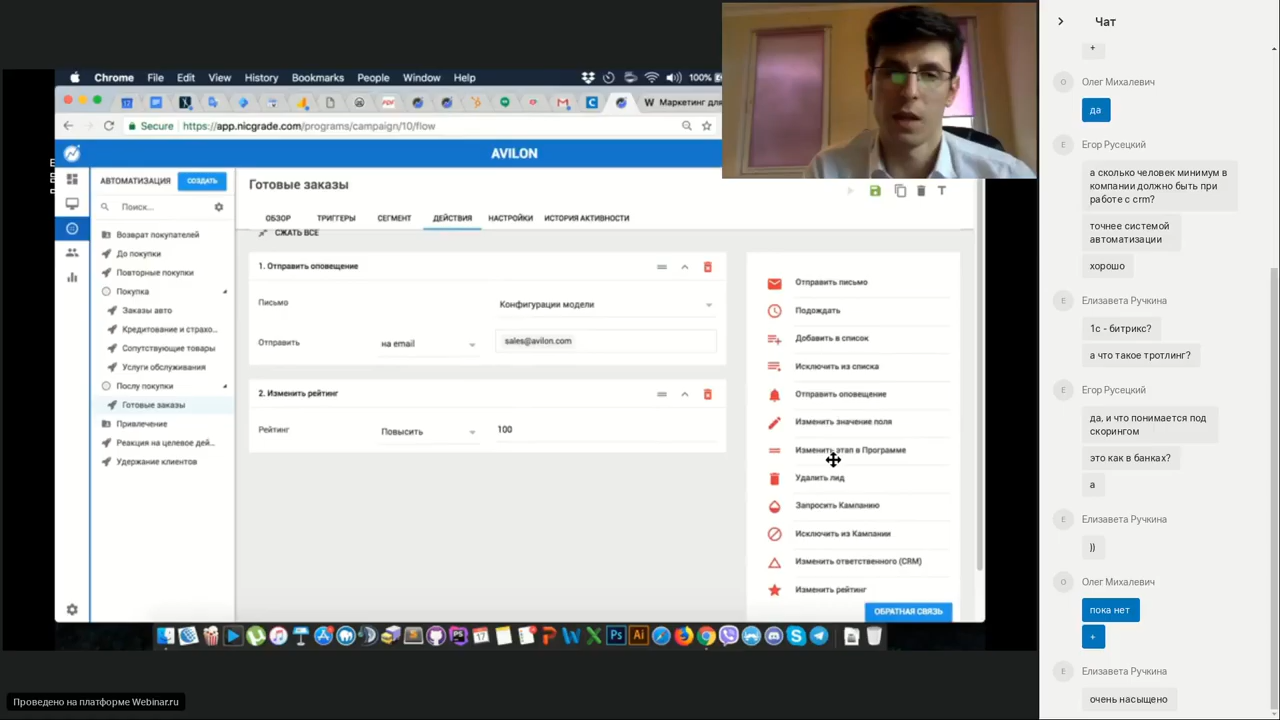 Chrome File Edit View History Bookmarks People Window Help 100%
W Маркетинг для
Secure https://app.nicgrade.com/programs/campaign/10/flow
AVILON
АВТОМАТИЗАЦИЯ СОЗДАТЬ
Поиск...
Возврат покупателей
До покупки
Повторные покупки
Покупка
Заказы авто
Кредитование и страхо...
Сопутствующие товары
Услуги обслуживания
Послу покупки
Готовые заказы
Привлечение
Реакция на целевое дей...
Удержание клиентов
Готовые заказы
ОБЗОР ТРИГГЕРЫ СЕГМЕНТ ДЕЙСТВИЯ НАСТРОЙКИ ИСТОРИЯ АКТИВНОСТИ
СЖАТЬ ВСЕ
1. Отправить оповещение
Письмо Конфигурации модели
Отправить на email sales@avilon.com
2. Изменить рейтинг
Рейтинг Повысить 100
Отправить письмо
Подождать
Добавить в список
Исключить из списка
Отправить оповещение
Изменить значение поля
Изменить этап в Программе
Удалить лид
Запросить Кампанию
Исключить из Кампании
Изменить ответственного (CRM)
Изменить рейтинг
ОБРАТНАЯ СВЯЗЬ
Проведено на платформе Webinar.ru
Чат
+
О Олег Михалевич
да
Е Егор Русецкий
а сколько человек минимум в
компании должно быть при
работе с crm?
точнее системой
автоматизации
хорошо
Е Елизавета Ручкина
1с - битрикс?
а что такое тротлинг?
Е Егор Русецкий
да, и что понимается под
скорингом
это как в банках?
а
Е Елизавета Ручкина
))
О Олег Михалевич
пока нет
+
Е Елизавета Ручкина
очень насыщено